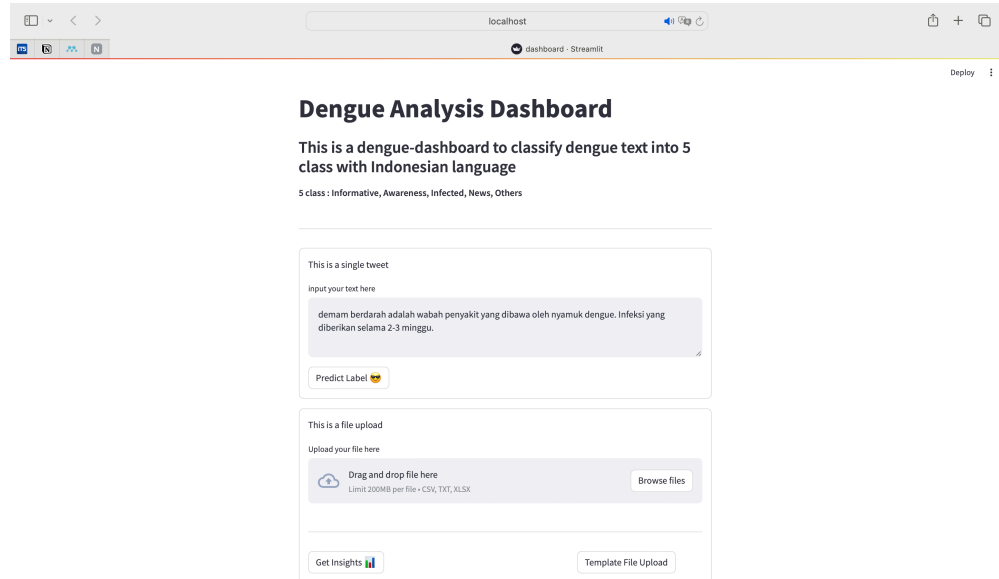 localhost
ITS
N
N
dashboard · Streamlit
Deploy
Dengue Analysis Dashboard
This is a dengue-dashboard to classify dengue text into 5
class with Indonesian language
5 class : Informative, Awareness, Infected, News, Others
This is a single tweet
input your text here
demam berdarah adalah wabah penyakit yang dibawa oleh nyamuk dengue. Infeksi yang
diberikan selama 2-3 minggu.
Predict Label 😎
This is a file upload
Upload your file here
Drag and drop file here
Limit 200MB per file • CSV, TXT, XLSX
Browse files
Get Insights 📊
Template File Upload